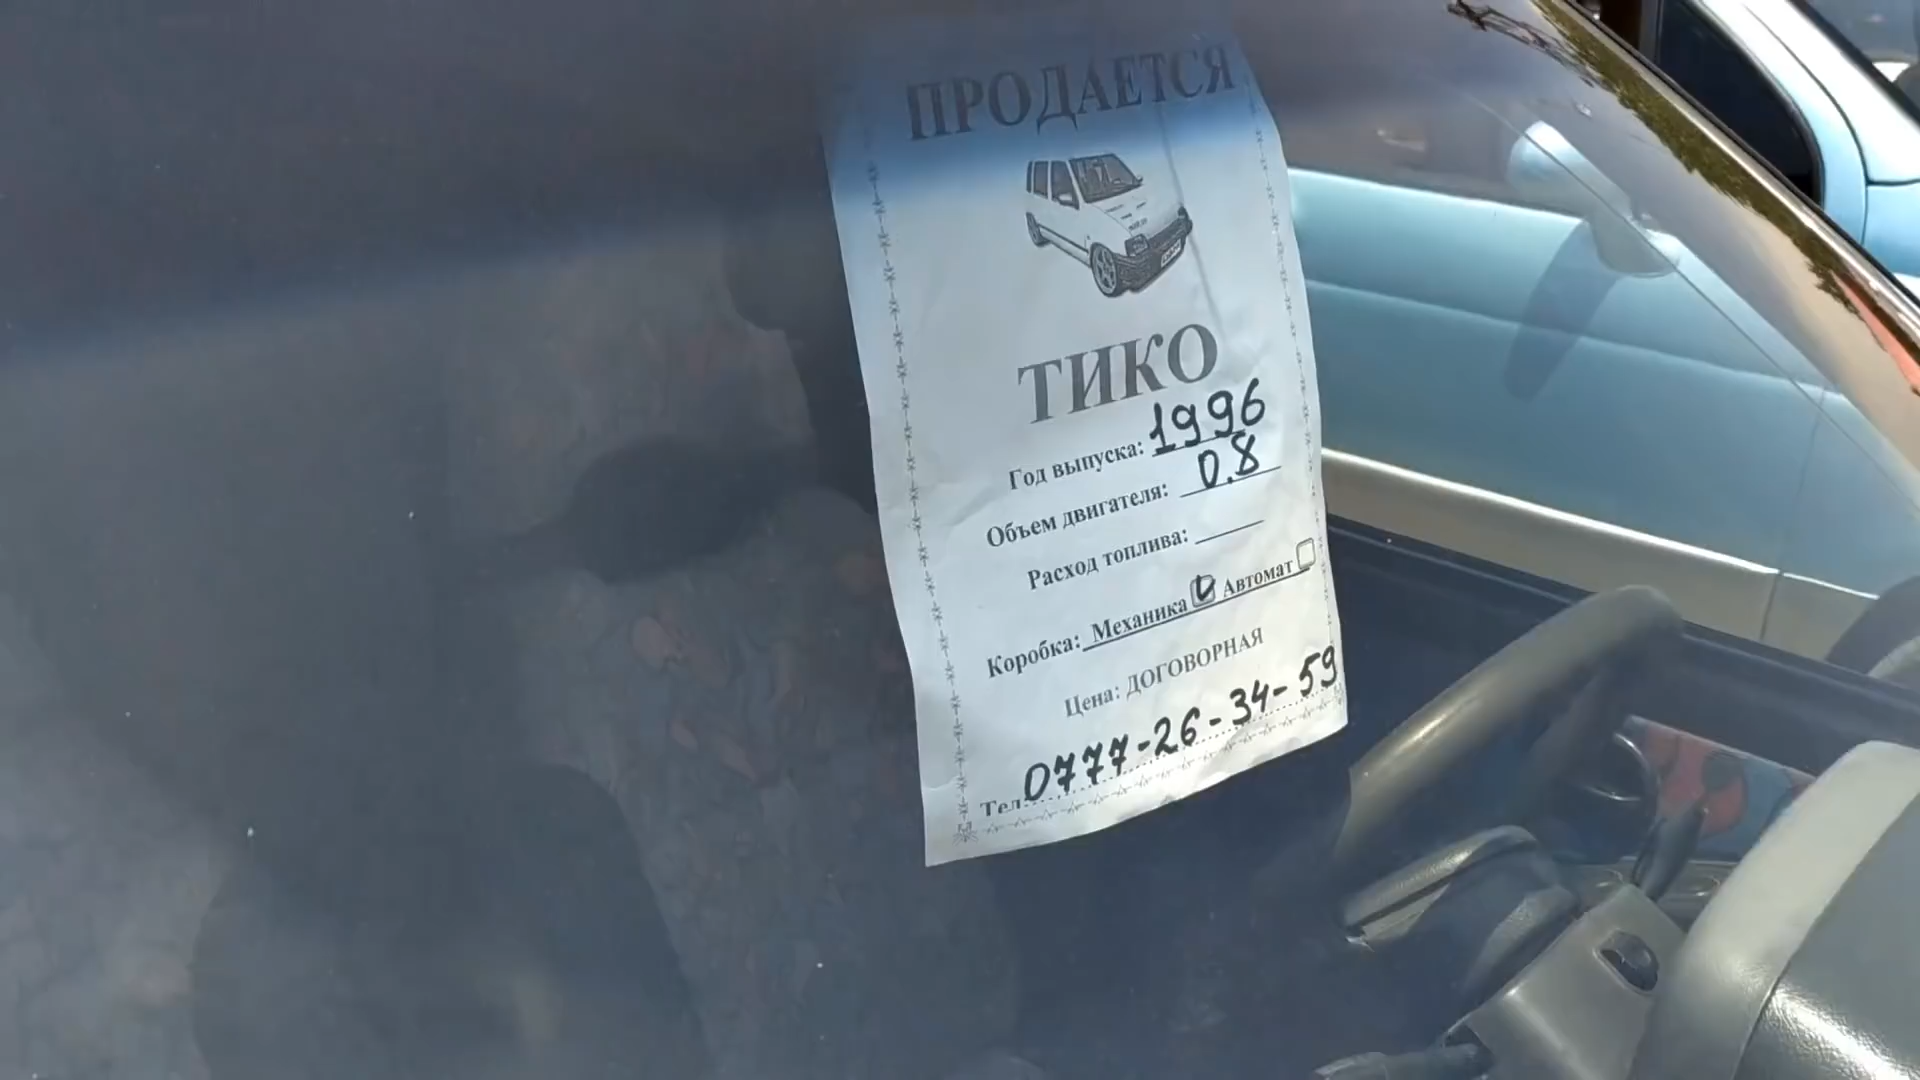 ПРОДАЕТСЯ
ТИКО
Год выпуска: 1996
Объем двигателя: 0.8
Расход топлива:
Коробка: Механика Автомат
Цена: ДОГОВОРНАЯ
Тел. 0777-26-34-59